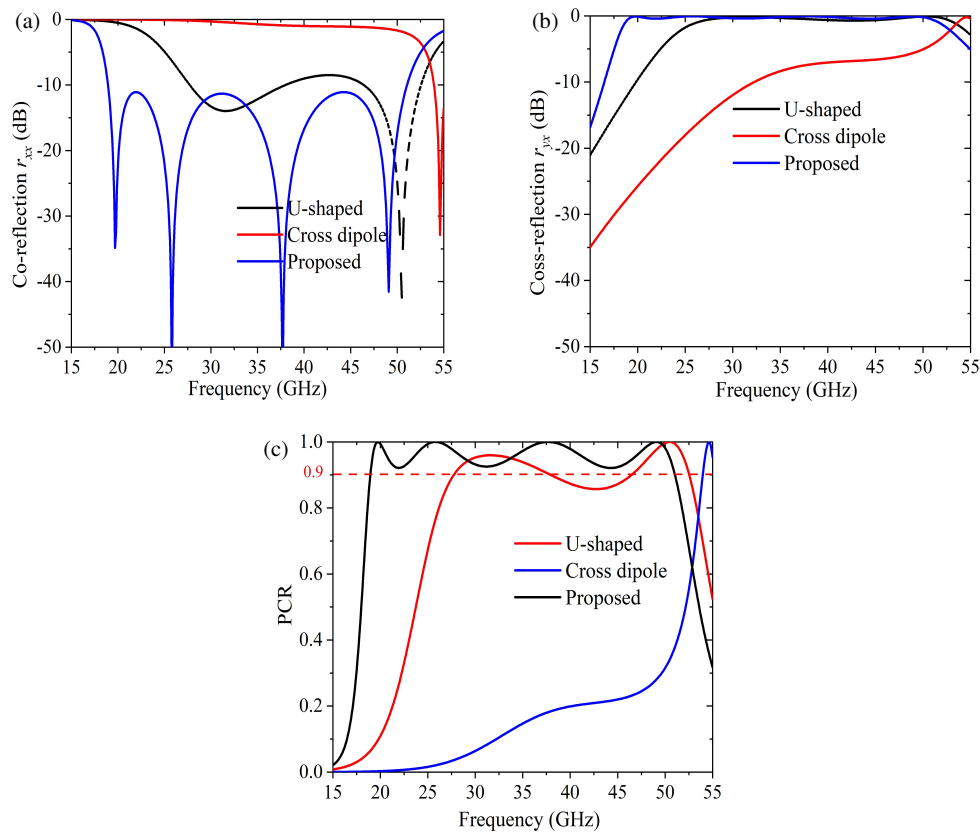 (a)
0
-10
-20
-30
-40
-50
Co-reflection rxx (dB)
U-shaped
Cross dipole
Proposed
15 20 25 30 35 40 45 50 55
Frequency (GHz)
(b)
0
-10
-20
-30
-40
-50
Coss-reflection ryx (dB)
U-shaped
Cross dipole
Proposed
15 20 25 30 35 40 45 50 55
Frequency (GHz)
(c)
1.0
0.9
0.8
0.6
0.4
0.2
0.0
PCR
U-shaped
Cross dipole
Proposed
15 20 25 30 35 40 45 50 55
Frequency (GHz)